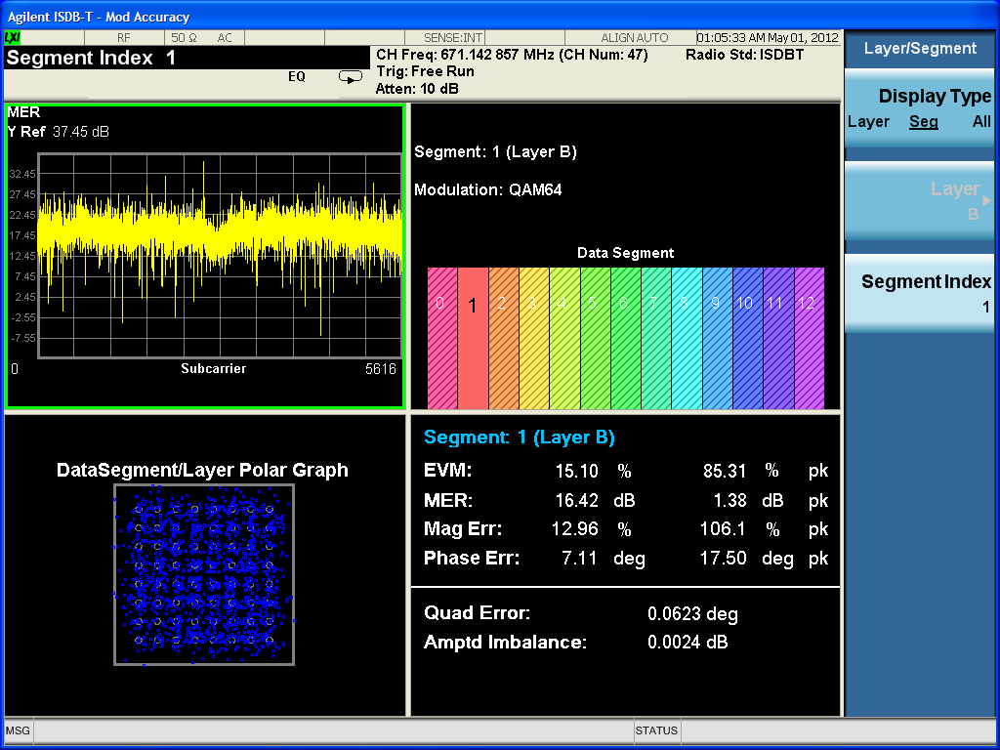 Agilent ISDB-T - Mod Accuracy
LXI RF 50 Ω AC SENSE:INT ALIGN AUTO 01:05:33 AM May 01, 2012
Segment Index 1
CH Freq: 671.142 857 MHz (CH Num: 47) Radio Std: ISDBT
EQ
Trig: Free Run
Atten: 10 dB
MER
Y Ref 37.45 dB
32.45
27.45
22.45
17.45
12.45
7.45
2.45
-2.55
-7.55
0 Subcarrier 5616
Segment: 1 (Layer B)
Modulation: QAM64
Data Segment
0 1 2 3 4 5 6 7 8 9 10 11 12
DataSegment/Layer Polar Graph
Segment: 1 (Layer B)
EVM: 15.10 % 85.31 % pk
MER: 16.42 dB 1.38 dB pk
Mag Err: 12.96 % 106.1 % pk
Phase Err: 7.11 deg 17.50 deg pk
Quad Error: 0.0623 deg
Amptd Imbalance: 0.0024 dB
Layer/Segment
Display Type
Layer Seg All
Layer
B
Segment Index
1
MSG STATUS